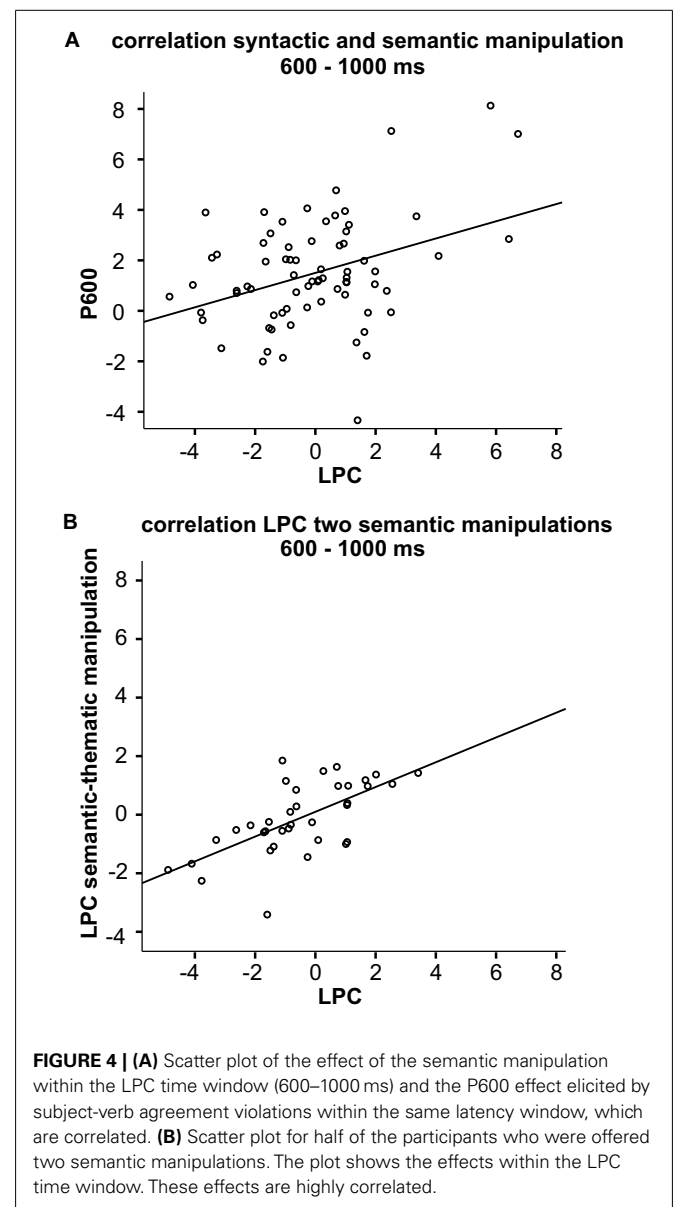 A correlation syntactic and semantic manipulation
600 - 1000 ms
8
6
4
2
0
-2
-4
P600
-4 -2 0 2 4 6 8
LPC
B correlation LPC two semantic manipulations
600 - 1000 ms
8
6
4
2
0
-2
-4
LPC semantic-thematic manipulation
-4 -2 0 2 4 6 8
LPC
FIGURE 4 | (A) Scatter plot of the effect of the semantic manipulation
within the LPC time window (600–1000 ms) and the P600 effect elicited by
subject-verb agreement violations within the same latency window, which
are correlated. (B) Scatter plot for half of the participants who were offered
two semantic manipulations. The plot shows the effects within the LPC
time window. These effects are highly correlated.